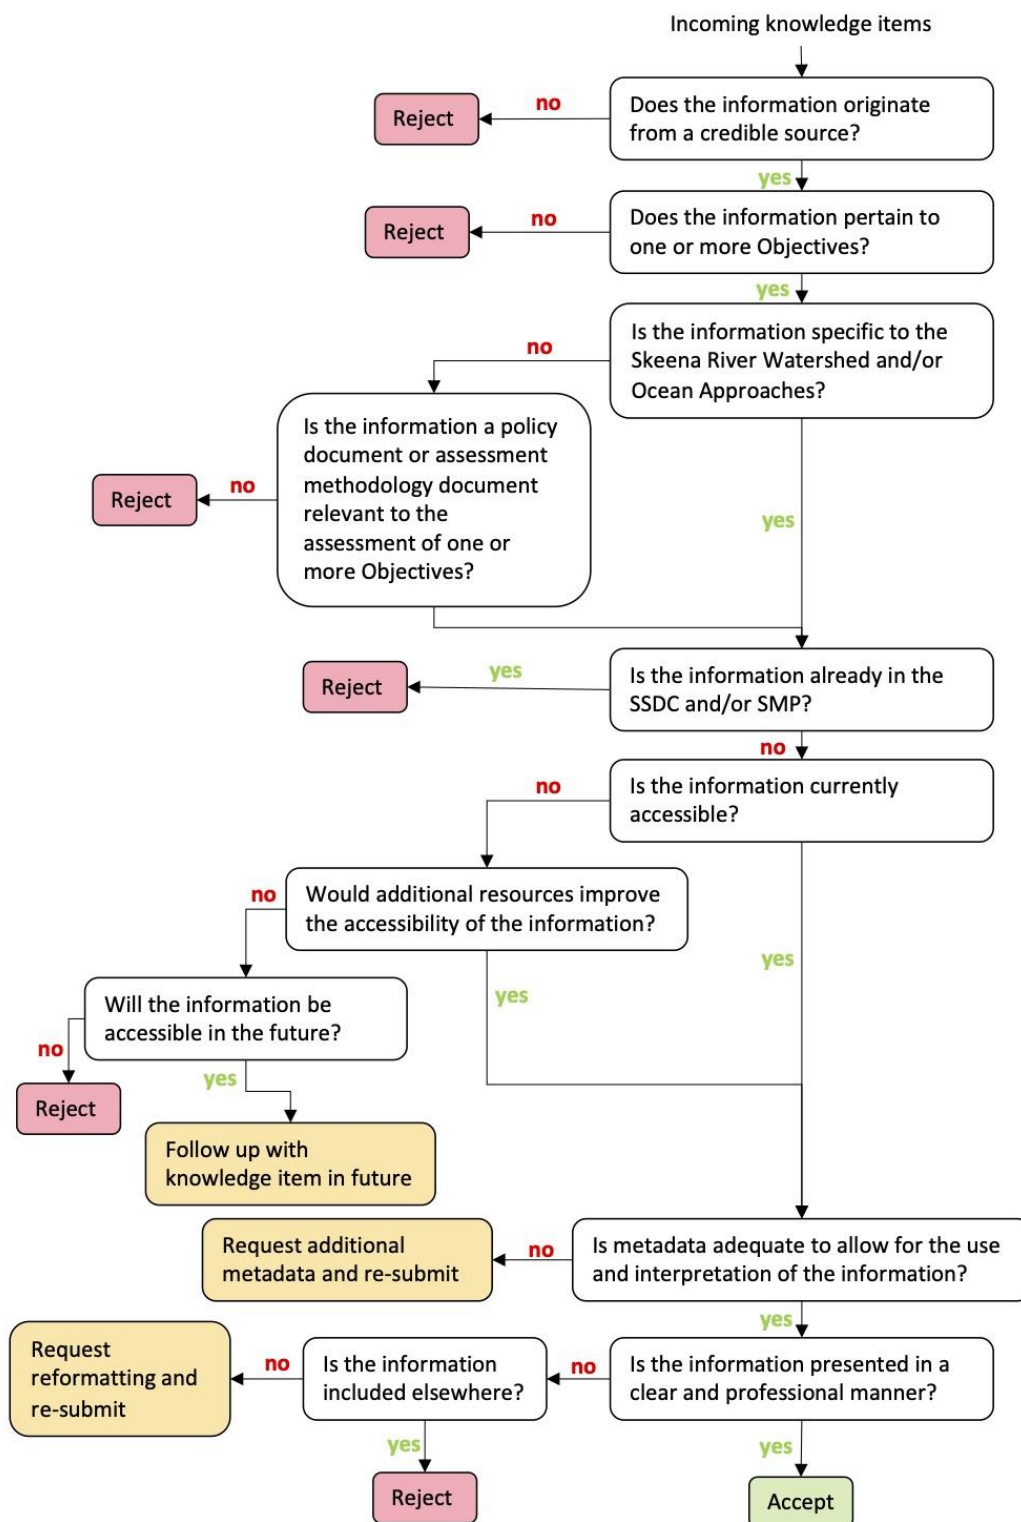 Incoming knowledge items
Does the information originate
from a credible source?
no
Reject
yes
Does the information pertain to
one or more Objectives?
no
Reject
yes
Is the information specific to the
Skeena River Watershed and/or
Ocean Approaches?
no
Is the information a policy
document or assessment
methodology document
relevant to the
assessment of one or
more Objectives?
no
Reject
yes
Is the information already in the
SSDC and/or SMP?
yes
Reject
no
Is the information currently
accessible?
no
Would additional resources improve
the accessibility of the information?
no
yes
yes
Will the information be
accessible in the future?
no
Reject
yes
Follow up with
knowledge item in future
Is metadata adequate to allow for the use
and interpretation of the information?
no
Request additional
metadata and re-submit
yes
Is the information presented in a
clear and professional manner?
no
Is the information
included elsewhere?
no
Request
reformatting and
re-submit
yes
Reject
yes
Accept